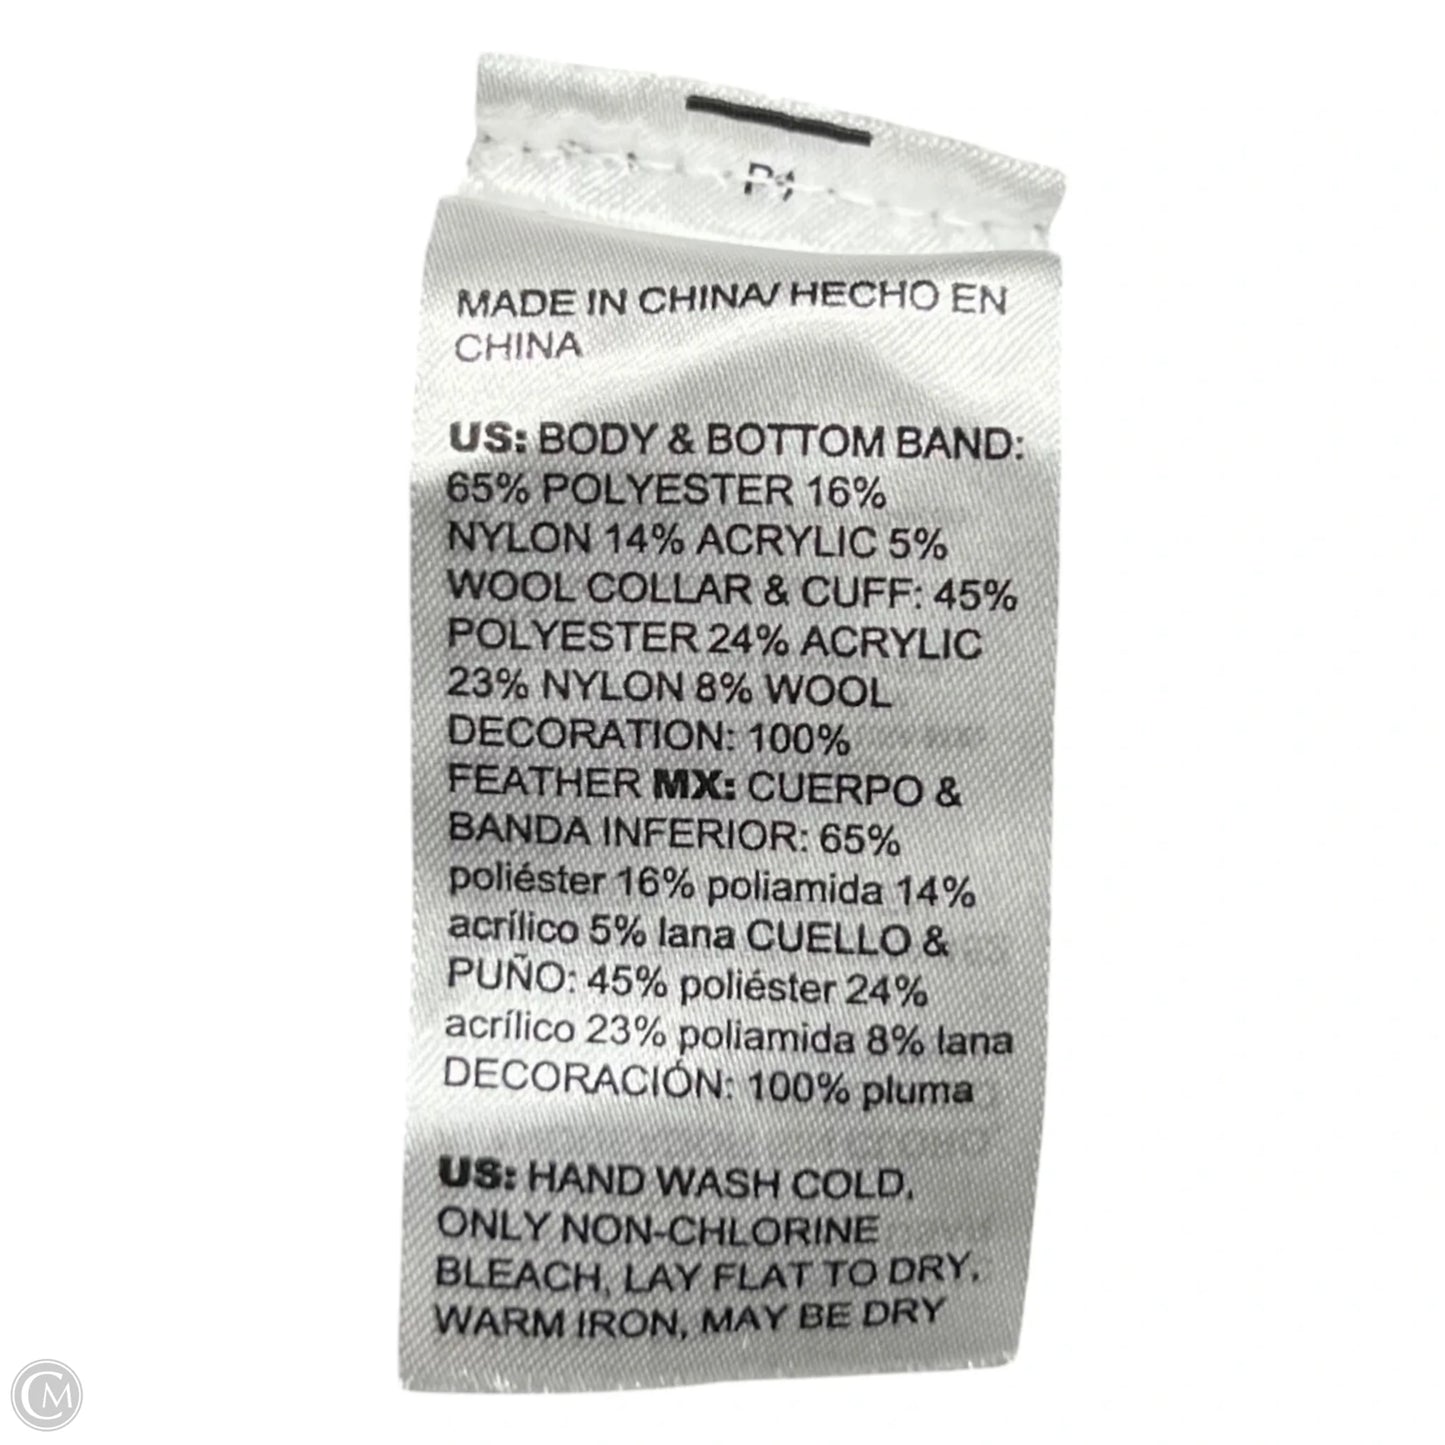 P1
MADE IN CHINA/ HECHO EN
CHINA
US: BODY & BOTTOM BAND:
65% POLYESTER 16%
NYLON 14% ACRYLIC 5%
WOOL COLLAR & CUFF: 45%
POLYESTER 24% ACRYLIC
23% NYLON 8% WOOL
DECORATION: 100%
FEATHER MX: CUERPO &
BANDA INFERIOR: 65%
poliéster 16% poliamida 14%
acrílico 5% lana CUELLO &
PUÑO: 45% poliéster 24%
acrílico 23% poliamida 8% lana
DECORACIÓN: 100% pluma
US: HAND WASH COLD,
ONLY NON-CHLORINE
BLEACH, LAY FLAT TO DRY,
WARM IRON, MAY BE DRY
CM